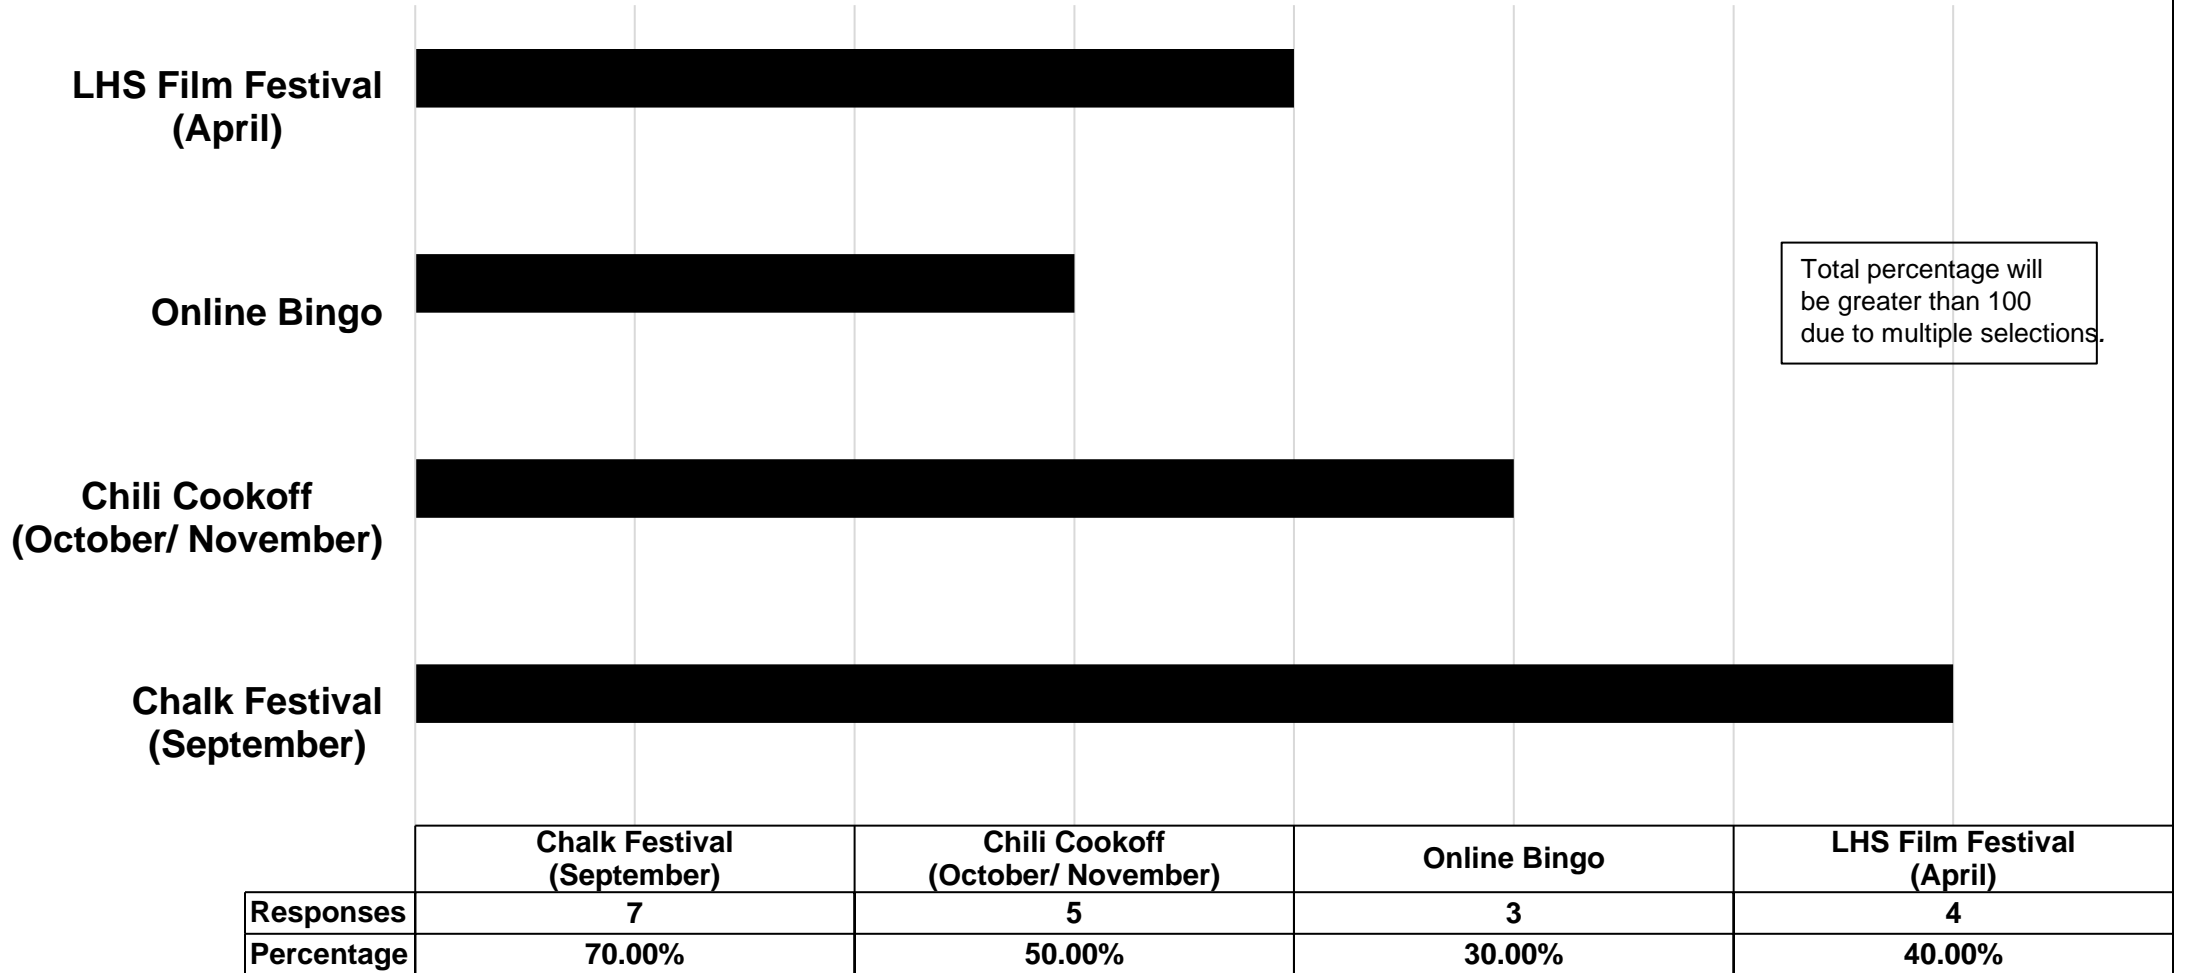 LHS Film Festival
(April)
Online Bingo
Total percentage will
be greater than 100
due to multiple selections.
Chili Cookoff
(October/ November)
Chalk Festival
(September)
Chalk Festival
(September)
Chili Cookoff
(October/ November)
Online Bingo
LHS Film Festival
(April)
Responses 7 5 3 4
Percentage 70.00% 50.00% 30.00% 40.00%